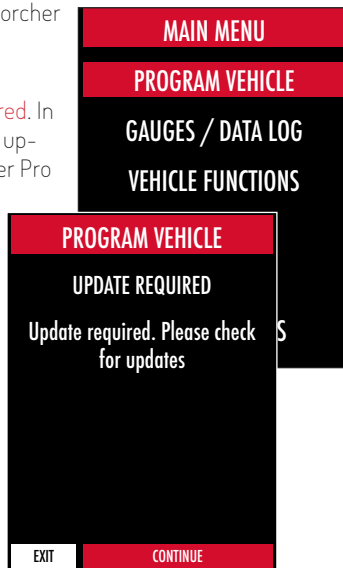 orcher
red. In
up-
er Pro
MAIN MENU
PROGRAM VEHICLE
GAUGES / DATA LOG
VEHICLE FUNCTIONS
S
PROGRAM VEHICLE
UPDATE REQUIRED
Update required. Please check
for updates
EXIT
CONTINUE